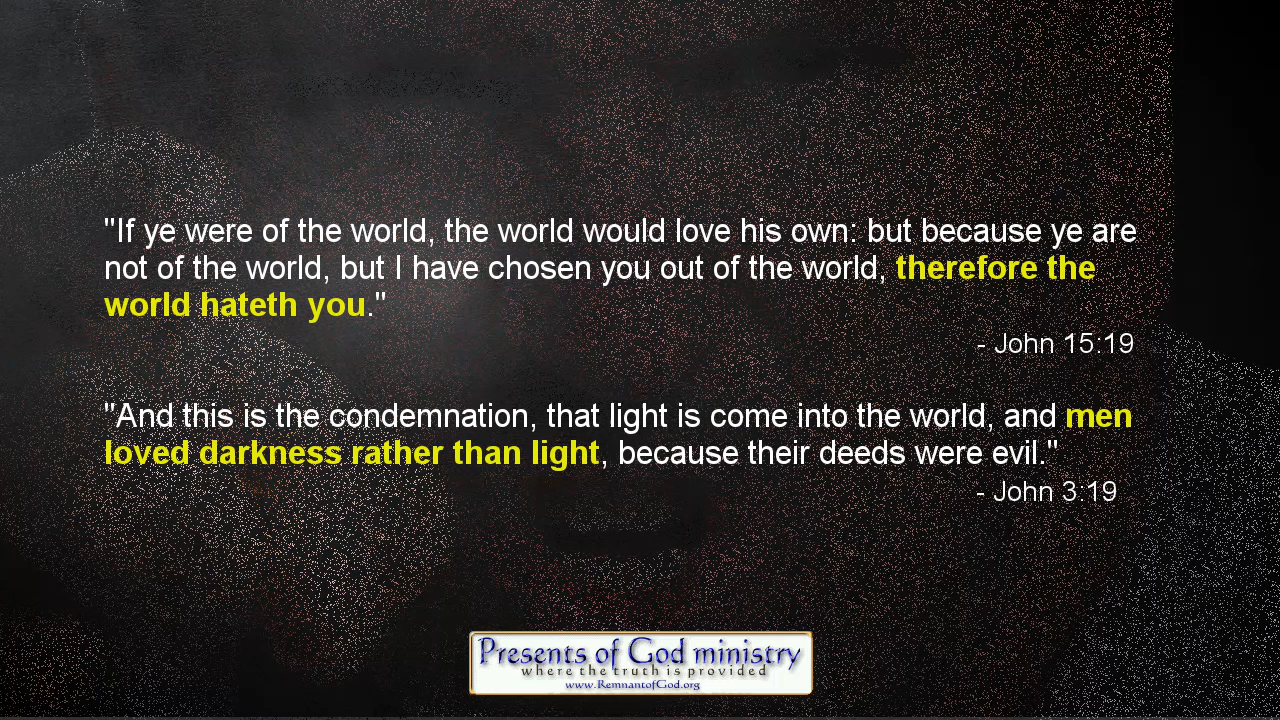 "If ye were of the world, the world would love his own: but because ye are
not of the world, but I have chosen you out of the world, therefore the
world hateth you."
- John 15:19
"And this is the condemnation, that light is come into the world, and men
loved darkness rather than light, because their deeds were evil."
- John 3:19
Presents of God ministry
where the truth is provided
www.RemnantofGod.org